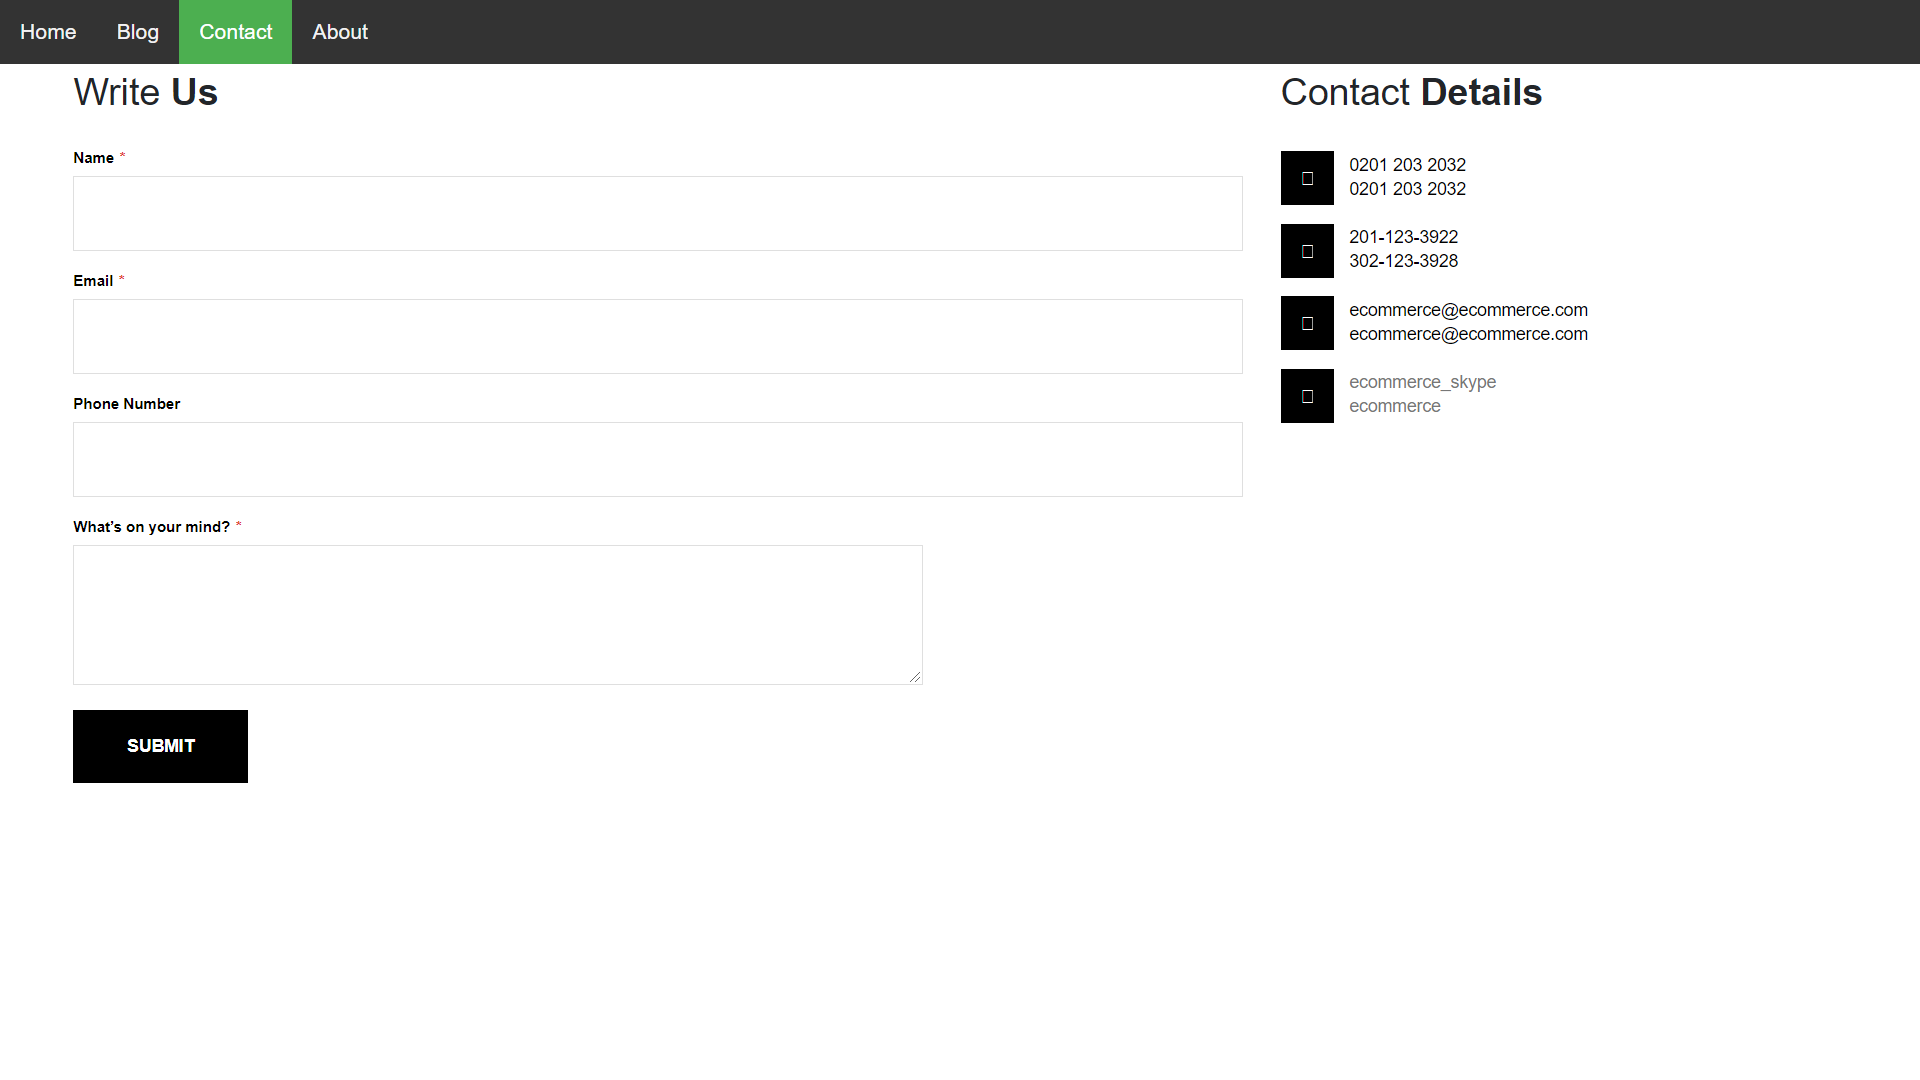 Home Blog Contact About
Write Us
Name *
Email *
Phone Number
What's on your mind? *
SUBMIT
Contact Details
0201 203 2032
0201 203 2032
201-123-3922
302-123-3928
ecommerce@ecommerce.com
ecommerce@ecommerce.com
ecommerce_skype
ecommerce